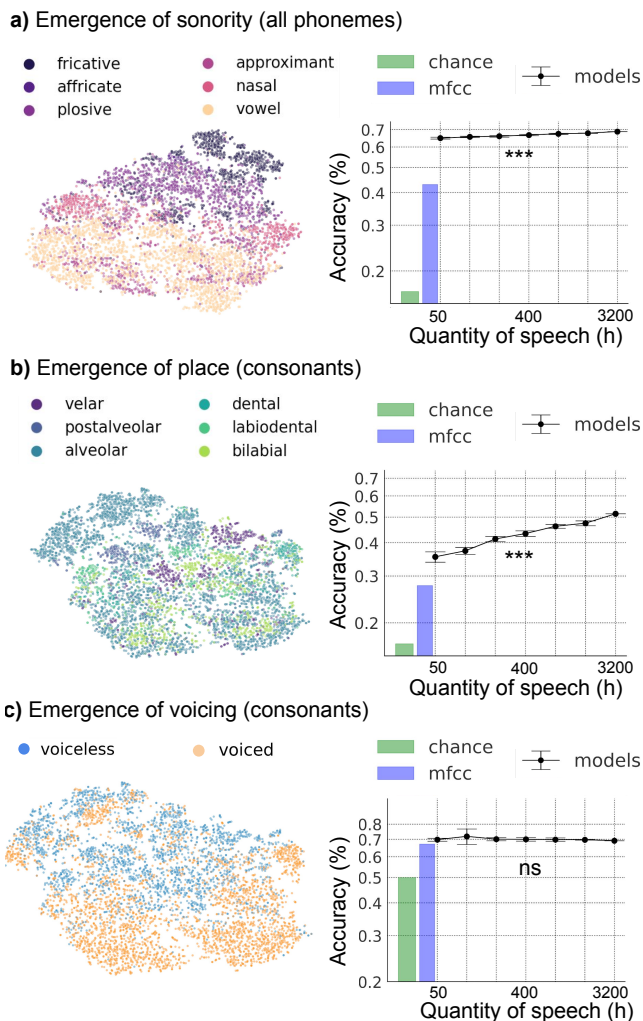 a) Emergence of sonority (all phonemes)
fricative
affricate
plosive
approximant
nasal
vowel
chance
mfcc
models
Accuracy (%)
0.7
0.6
0.5
0.4
0.3
0.2
***
50
400
3200
Quantity of speech (h)
b) Emergence of place (consonants)
velar
postalveolar
alveolar
dental
labiodental
bilabial
chance
mfcc
models
Accuracy (%)
0.7
0.6
0.5
0.4
0.3
0.2
***
50
400
3200
Quantity of speech (h)
c) Emergence of voicing (consonants)
voiceless
voiced
chance
mfcc
models
Accuracy (%)
0.8
0.7
0.6
0.5
0.4
0.3
0.2
ns
50
400
3200
Quantity of speech (h)